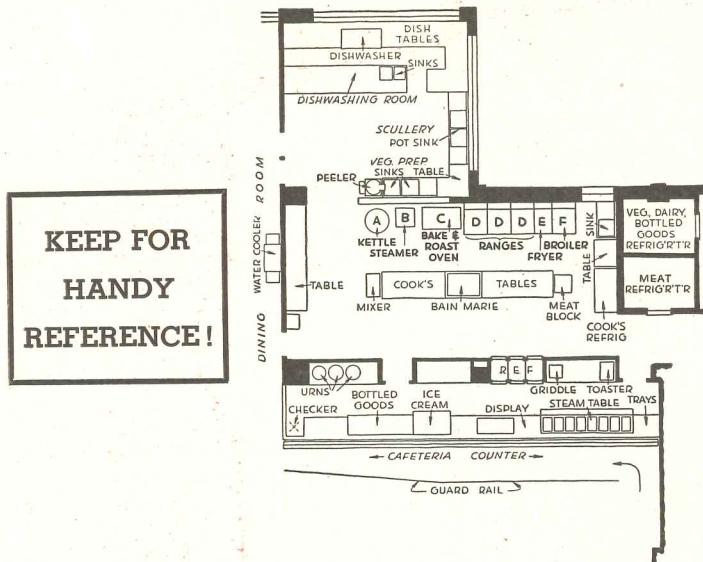 DISH
TABLES
DISHWASHER
SINKS
DISHWASHING ROOM
SCULLERY
POT SINK
VEG. PREP
SINKS TABLE
PEELER
KEEP FOR
HANDY
REFERENCE!
DINING ROOM
WATER COOLER
TABLE
A
KETTLE
B
STEAMER
C
BAKE &
ROAST
OVEN
D D D
RANGES
E
FRYER
F
BROILER
SINK
TABLE
VEG, DAIRY,
BOTTLED
GOODS
REFRIG'R'T'R
MEAT
REFRIG'R'T'R
MIXER
COOK'S
BAIN MARIE
TABLES
MEAT
BLOCK
COOK'S
REFRIG
URNS
CHECKER
BOTTLED
GOODS
ICE
CREAM
R E F
GRIDDLE
TOASTER
DISPLAY
STEAM TABLE
TRAYS
CAFETERIA COUNTER
GUARD RAIL